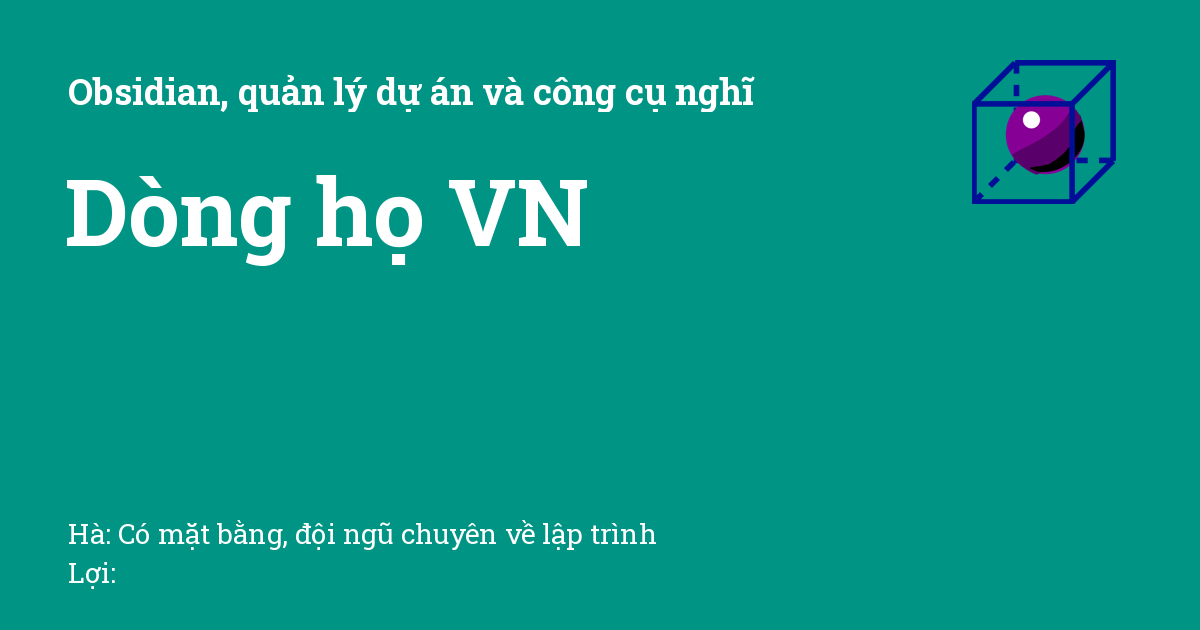 Obsidian, quản lý dự án và công cụ nghĩ
Dòng họ VN
Hà: Có mặt bằng, đội ngũ chuyên về lập trình
Lợi: